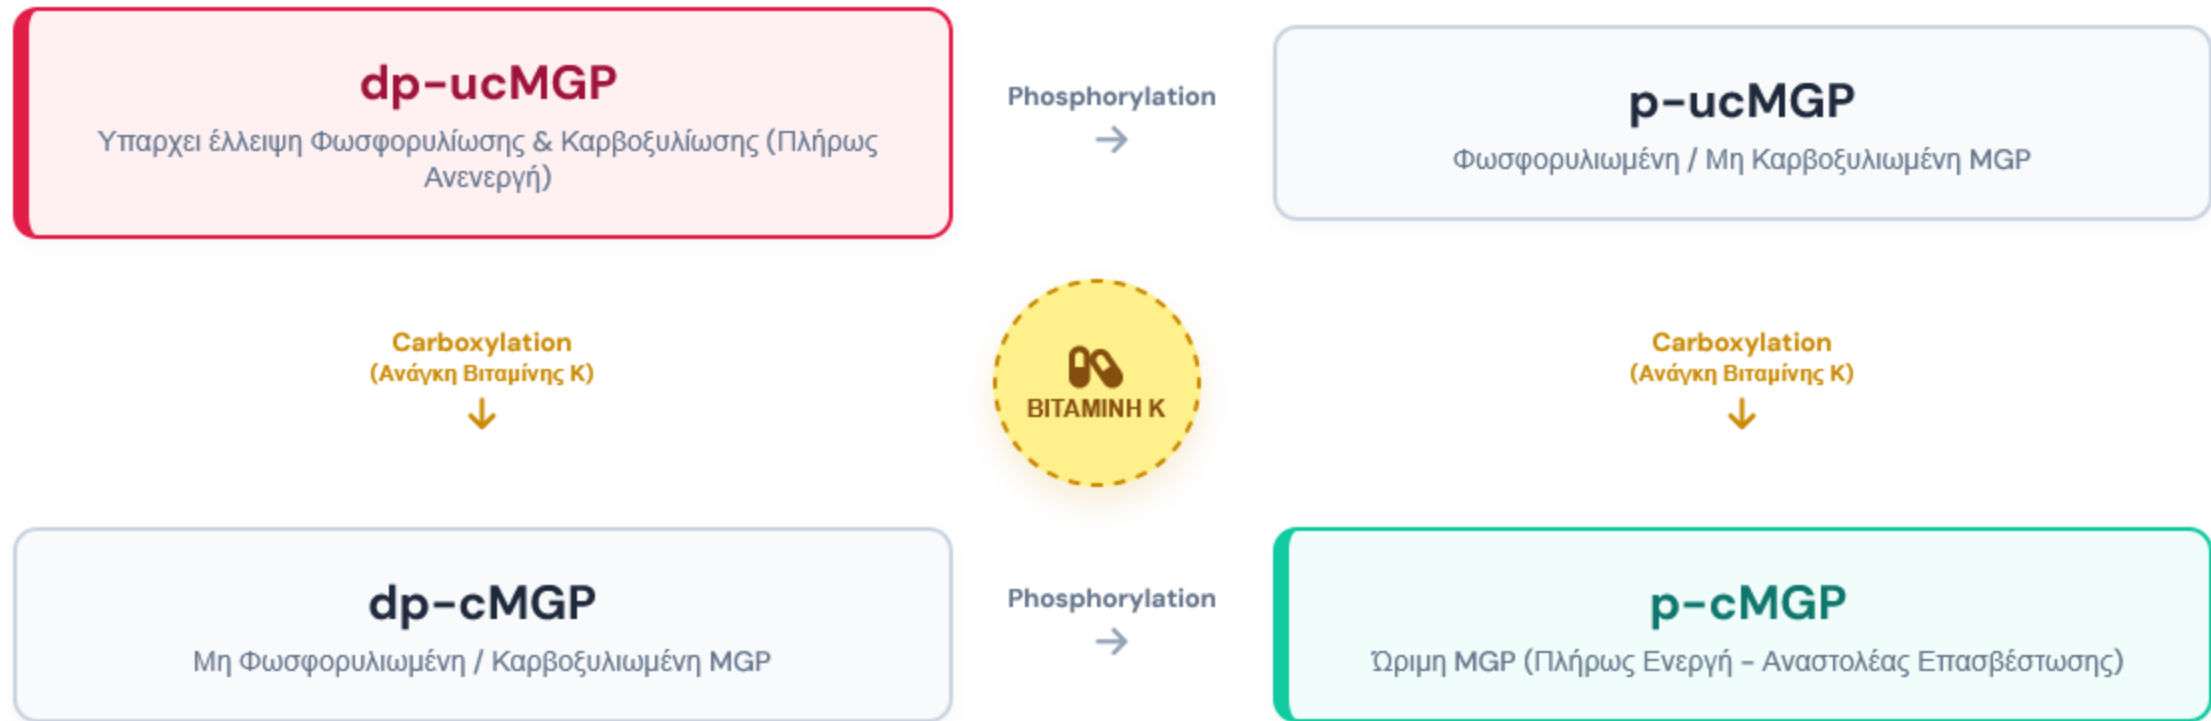 dp-ucMGP
Υπαρχει έλλειψη Φωσφορυλίωσης & Καρβοξυλίωσης (Πλήρως
Ανενεργή)
Phosphorylation
→
p-ucMGP
Φωσφορυλιωμένη / Μη Καρβοξυλιωμένη MGP
Carboxylation
(Ανάγκη Βιταμίνης Κ)
↓
ΒΙΤΑΜΙΝΗ Κ
Carboxylation
(Ανάγκη Βιταμίνης Κ)
↓
dp-cMGP
Μη Φωσφορυλιωμένη / Καρβοξυλιωμένη MGP
Phosphorylation
→
p-cMGP
Ώριμη MGP (Πλήρως Ενεργή - Αναστολέας Επασβέστωσης)